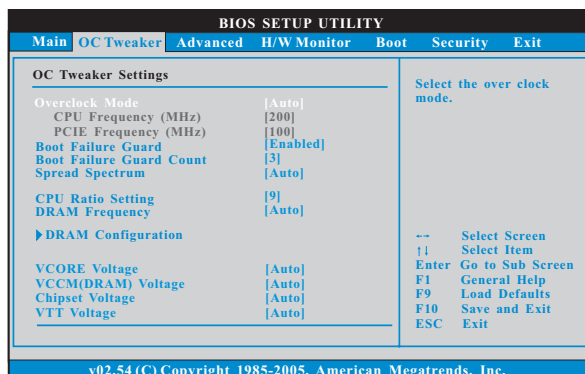 BIOS SETUP UTILITY
Main OC Tweaker Advanced H/W Monitor Boot Security Exit
OC Tweaker Settings
Overclock Mode [Auto]
CPU Frequency (MHz) [200]
PCIE Frequency (MHz) [100]
Boot Failure Guard [Enabled]
Boot Failure Guard Count [3]
Spread Spectrum [Auto]
CPU Ratio Setting [9]
DRAM Frequency [Auto]
DRAM Configuration
VCORE Voltage [Auto]
VCCM(DRAM) Voltage [Auto]
Chipset Voltage [Auto]
VTT Voltage [Auto]
Select the over clock
mode.
←→ Select Screen
↑↓ Select Item
Enter Go to Sub Screen
F1 General Help
F9 Load Defaults
F10 Save and Exit
ESC Exit
v02.54 (C) Copyright 1985-2005, American Megatrends, Inc.